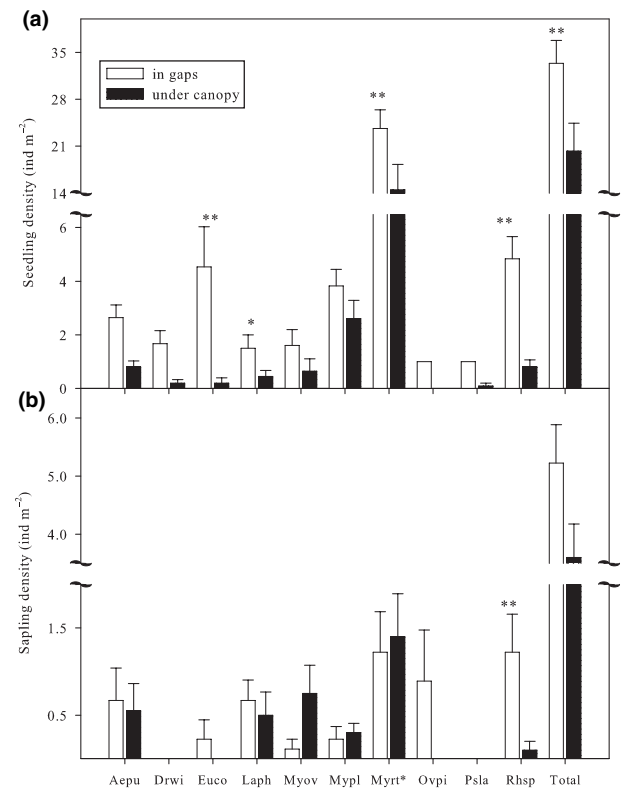 (a)
**
35
in gaps
under canopy
**
28
21
14
Seedling density (ind m⁻²)
6
**
**
4
2
*
0
(b)
6.0
5.0
4.0
Sapling density (ind m⁻²)
1.5
**
0.5
Aepu Drwi Euco Laph Myov Mypl Myrt* Ovpi Psla Rhsp Total